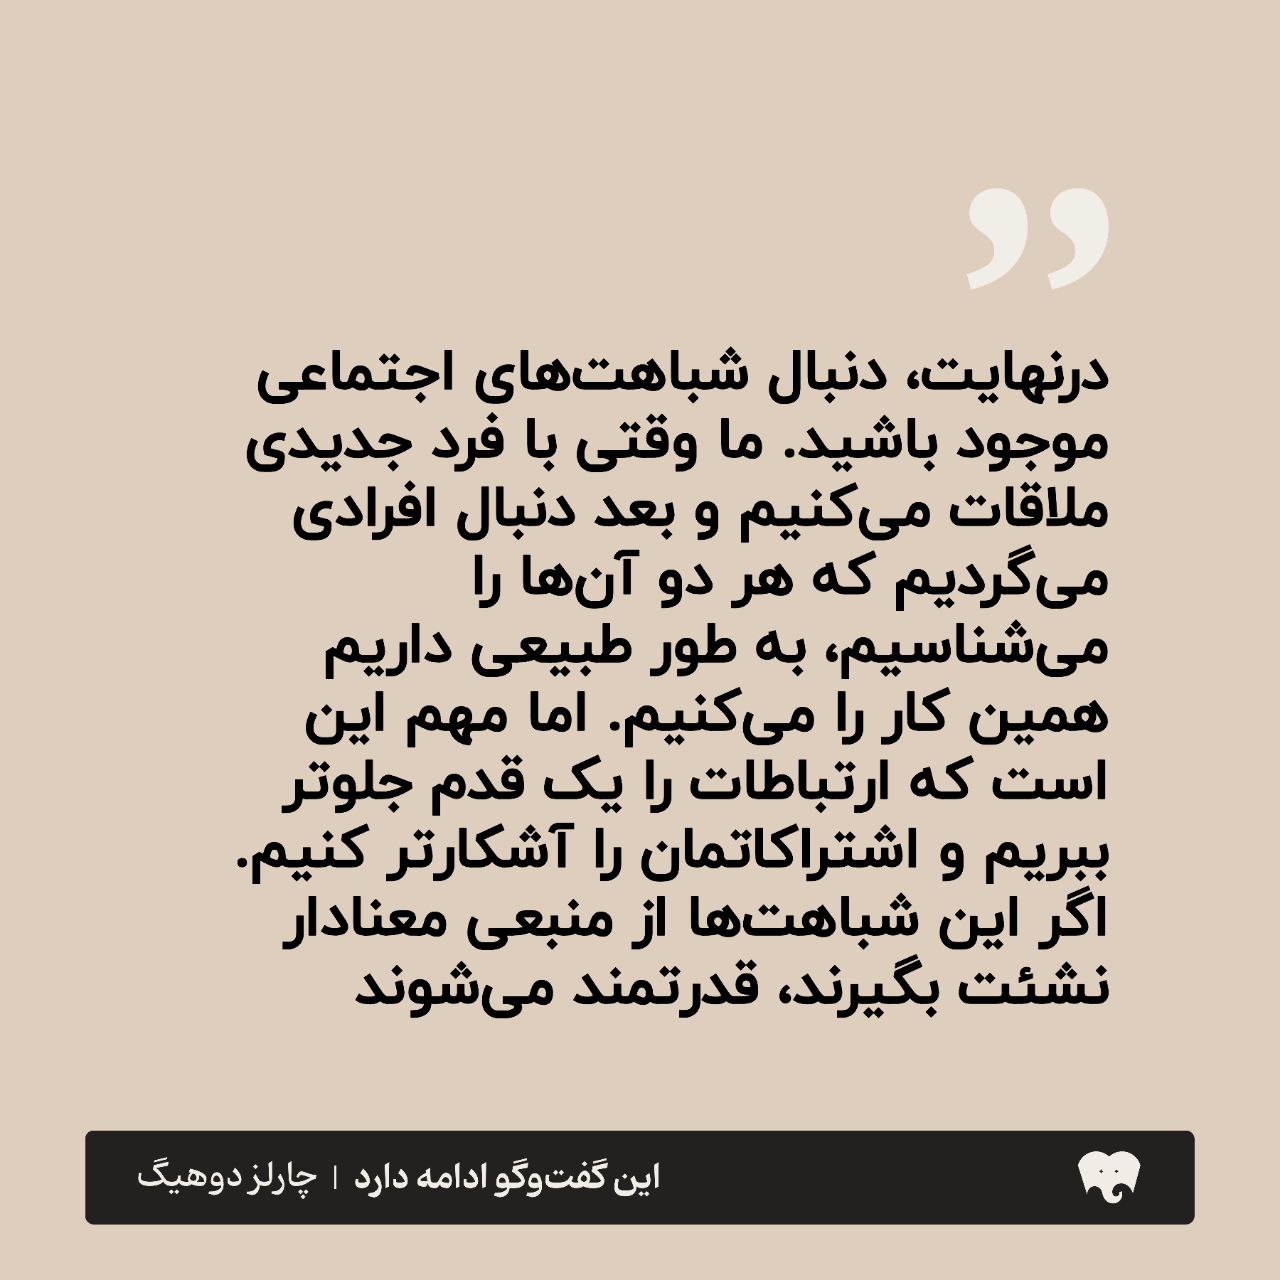 ”
درنهایت، دنبال شباهت‌های اجتماعی
موجود باشید. ما وقتی با فرد جدیدی
ملاقات می‌کنیم و بعد دنبال افرادی
می‌گردیم که هر دو آن‌ها را
می‌شناسیم، به طور طبیعی داریم
همین کار را می‌کنیم. اما مهم این
است که ارتباطات را یک قدم جلوتر
ببریم و اشتراکاتمان را آشکارتر کنیم.
اگر این شباهت‌ها از منبعی معنادار
نشئت بگیرند، قدرتمند می‌شوند
این گفت‌وگو ادامه دارد | چارلز دوهیگ